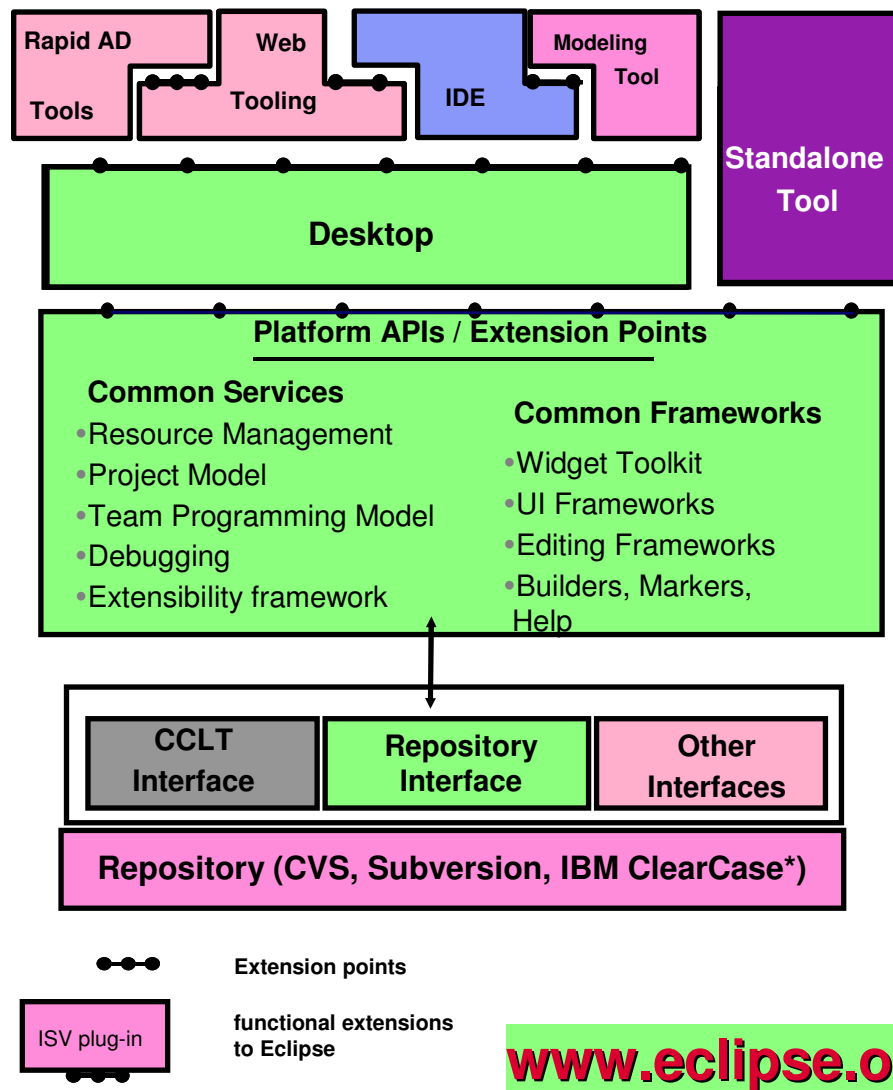 Rapid AD
Tools
Web
Tooling
IDE
Modeling
Tool
Standalone
Tool
Desktop
Platform APIs / Extension Points
Common Services
•Resource Management
•Project Model
•Team Programming Model
•Debugging
•Extensibility framework
Common Frameworks
•Widget Toolkit
•UI Frameworks
•Editing Frameworks
•Builders, Markers,
Help
CCLT
Interface
Repository
Interface
Other
Interfaces
Repository (CVS, Subversion, IBM ClearCase*)
Extension points
ISV plug-in
functional extensions
to Eclipse
www.eclipse.o